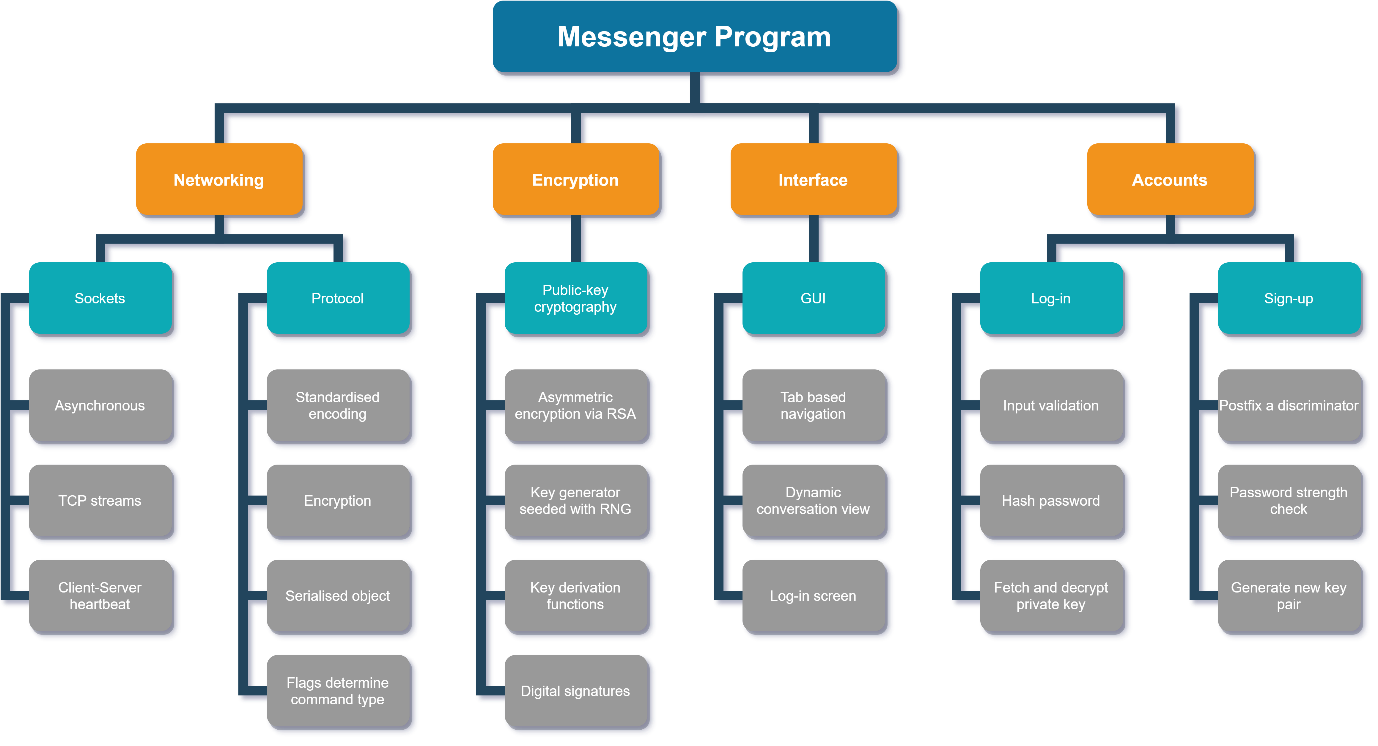 Messenger Program
Networking
Encryption
Interface
Accounts
Sockets
Protocol
Public-key
cryptography
GUI
Log-in
Sign-up
Asynchronous
Standardised
encoding
Asymmetric
encryption via RSA
Tab based
navigation
Input validation
Postfix a discriminator
TCP streams
Encryption
Key generator
seeded with RNG
Dynamic
conversation view
Hash password
Password strength
check
Client-Server
heartbeat
Serialised object
Key derivation
functions
Log-in screen
Fetch and decrypt
private key
Generate new key
pair
Flags determine
command type
Digital signatures